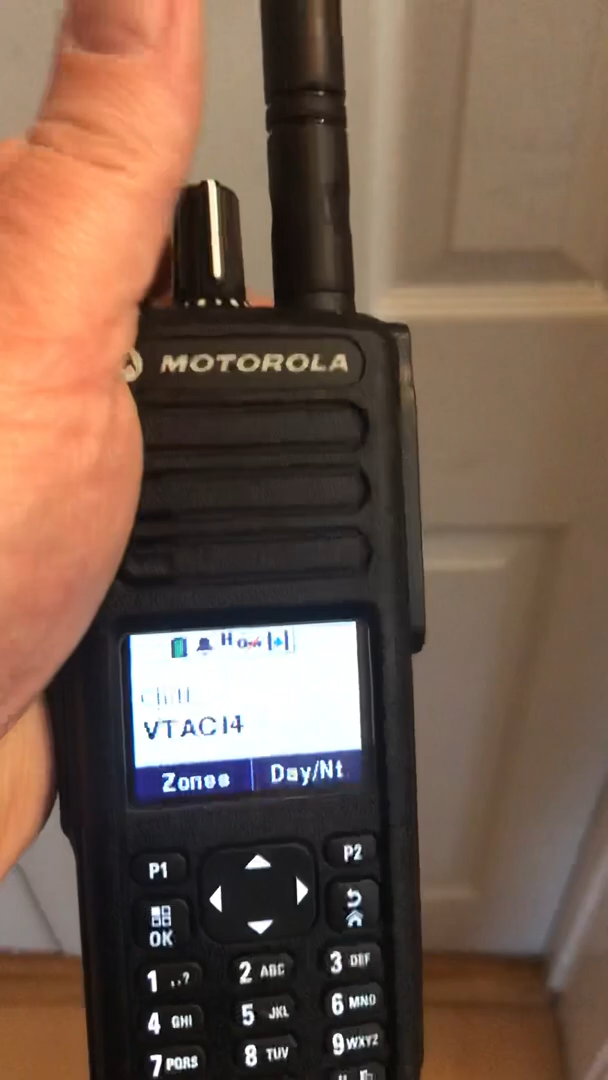 MOTOROLA
H
VTAC14
Zones Day/Nt
P1 P2
OK
1 .,? 2 ABC 3 DEF
4 GHI 5 JKL 6 MNO
7 PQRS 8 TUV 9 WXYZ